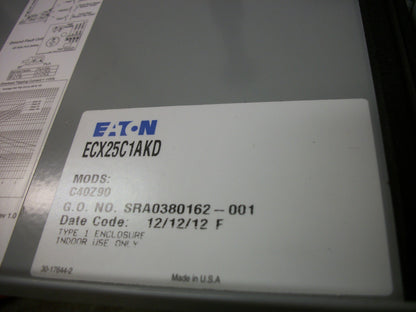 EATON
ECX25C1AKD
MODS:
C40Z90
G.O. NO. SRA0380162-001
Date Code: 12/12/12 F
TYPE 1 ENCLOSURE
INDOOR USE ONLY
30-17644-2
Made in U.S.A